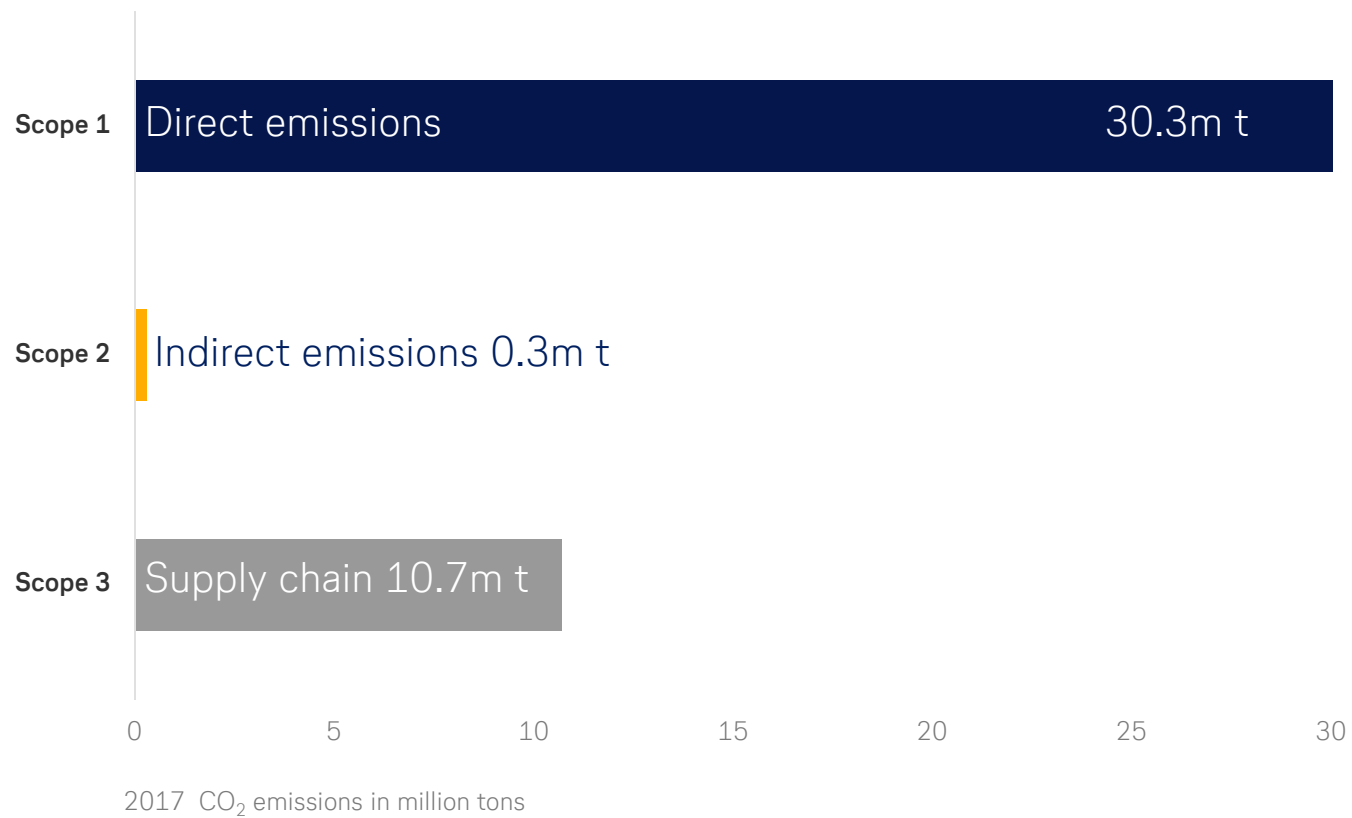 Scope 1 Direct emissions 30.3m t
Scope 2 Indirect emissions 0.3m t
Scope 3 Supply chain 10.7m t
0 5 10 15 20 25 30
2017 CO₂ emissions in million tons